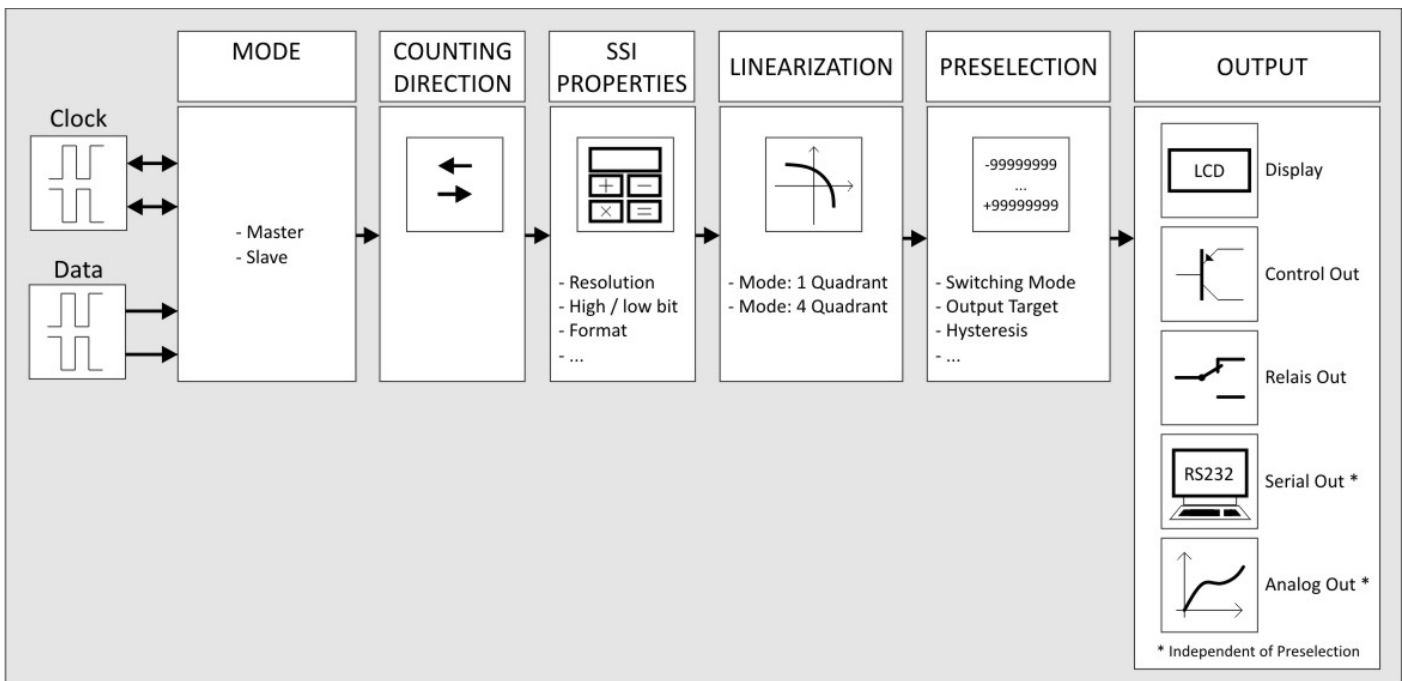 MODE
COUNTING
DIRECTION
SSI
PROPERTIES
LINEARIZATION
PRESELECTION
OUTPUT
Clock
Data
- Master
- Slave
- Resolution
- High / low bit
- Format
- ...
- Mode: 1 Quadrant
- Mode: 4 Quadrant
-99999999
...
+99999999
- Switching Mode
- Output Target
- Hysteresis
- ...
LCD
Display
Control Out
Relais Out
RS232
Serial Out *
Analog Out *
* Independent of Preselection